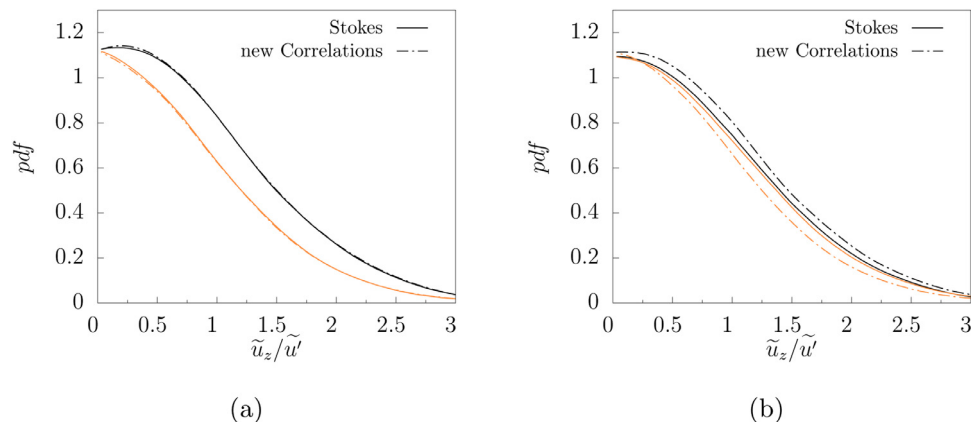 1.2
1
0.8
0.6
0.4
0.2
0
pdf
Stokes
new Correlations
0 0.5 1 1.5 2 2.5 3
ũ_z/ũ′
(a)
1.2
1
0.8
0.6
0.4
0.2
0
pdf
Stokes
new Correlations
0 0.5 1 1.5 2 2.5 3
ũ_z/ũ′
(b)